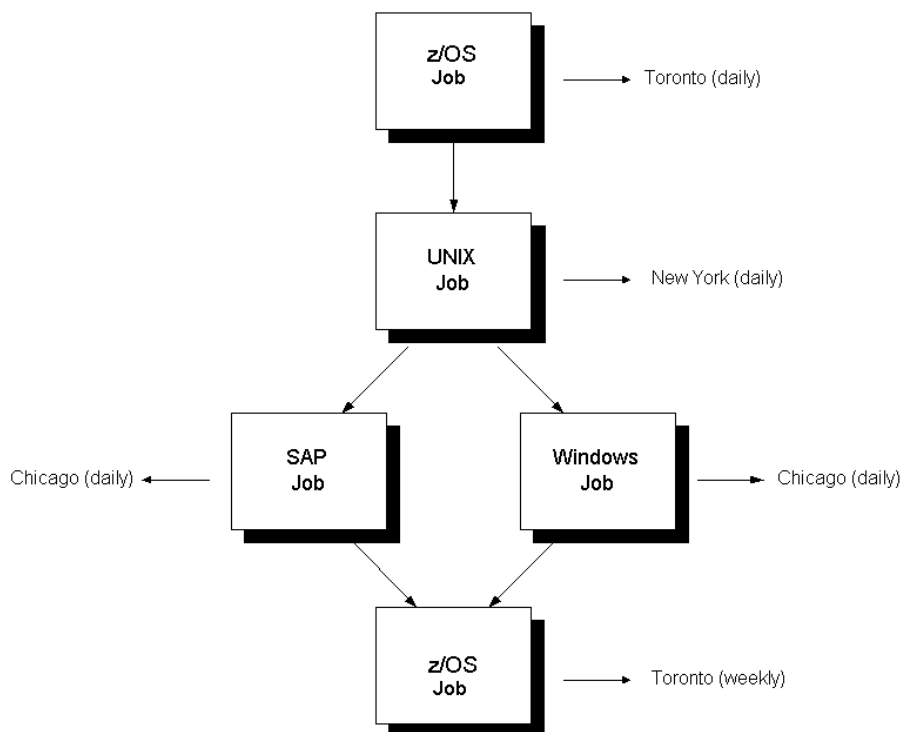 z/OS
Job
Toronto (daily)
UNIX
Job
New York (daily)
Chicago (daily)
SAP
Job
Windows
Job
Chicago (daily)
z/OS
Job
Toronto (weekly)